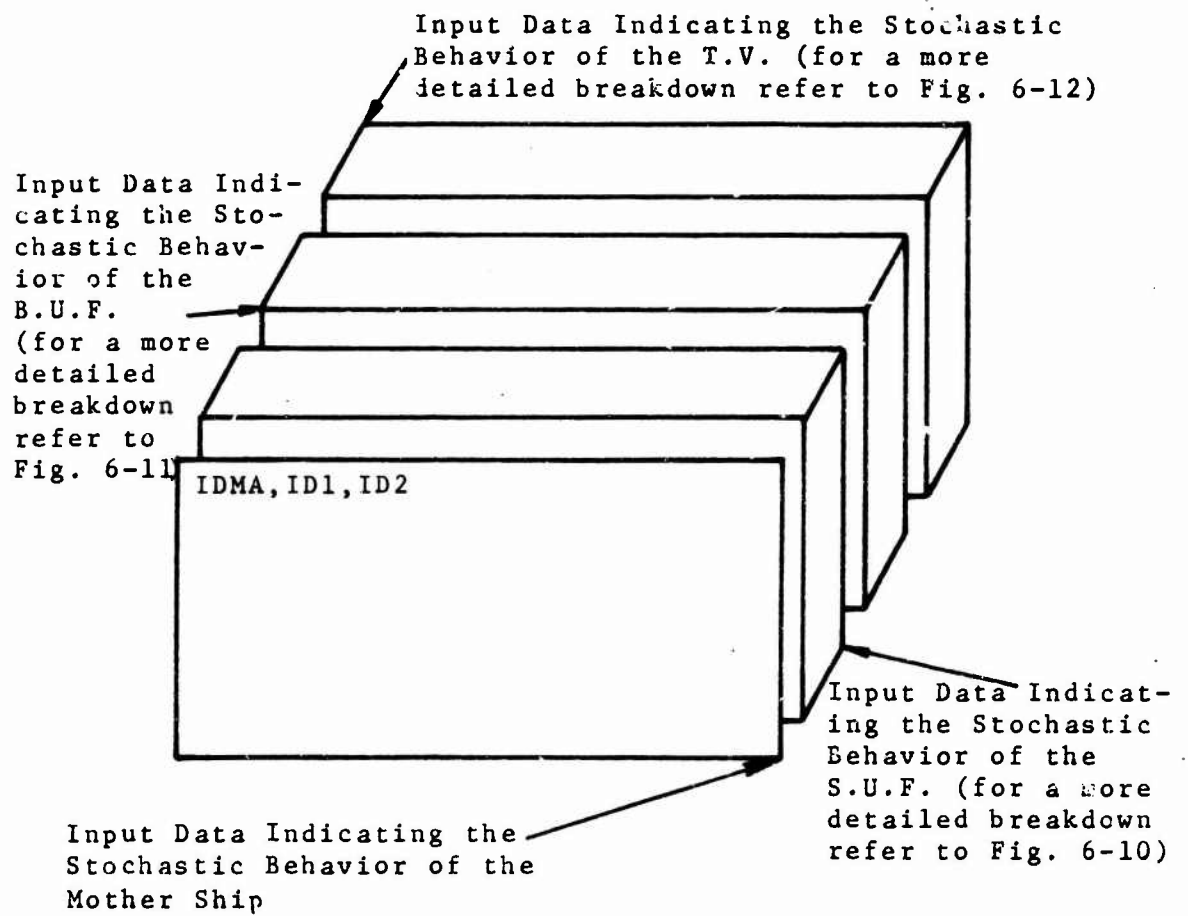 Input Data Indicating the Stochastic
Behavior of the T.V. (for a more
detailed breakdown refer to Fig. 6-12)
Input Data Indi-
cating the Sto-
chastic Behav-
ior of the
B.U.F.
(for a more
detailed
breakdown
refer to
Fig. 6-11)
IDMA,ID1,ID2
Input Data Indicat-
ing the Stochastic
Behavior of the
S.U.F. (for a more
detailed breakdown
refer to Fig. 6-10)
Input Data Indicating the
Stochastic Behavior of the
Mother Ship